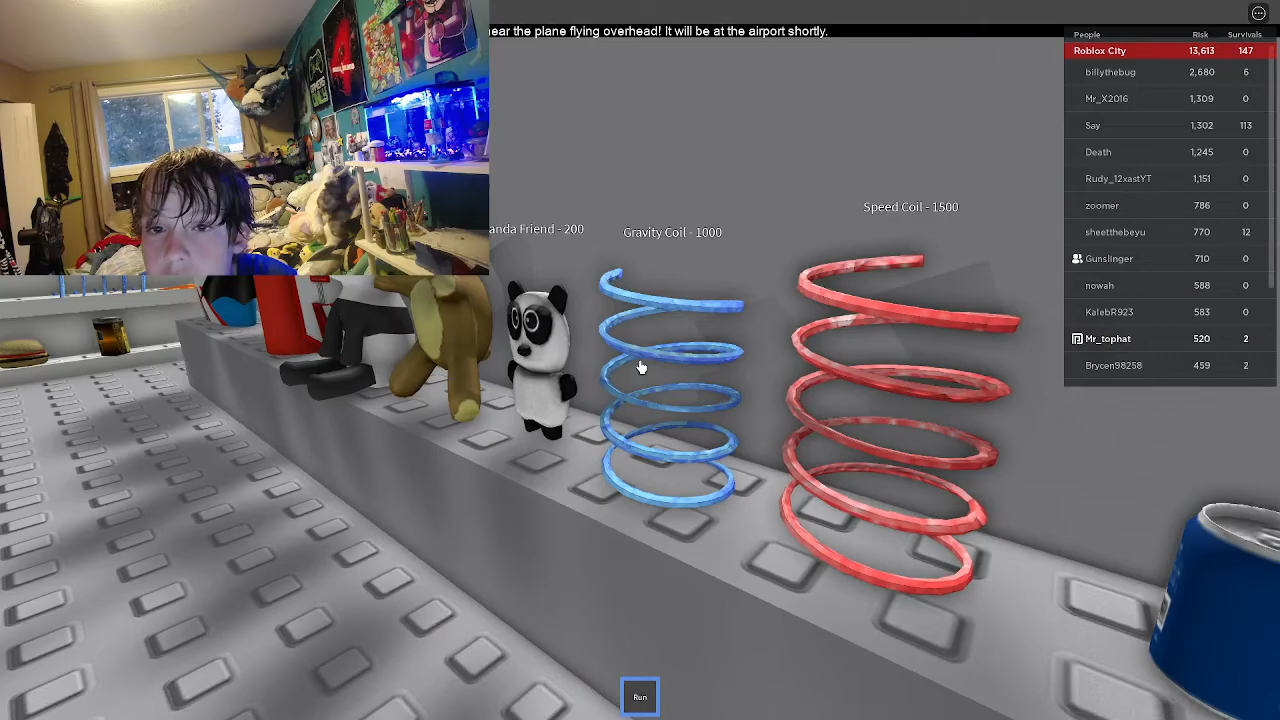 near the plane flying overhead! It will be at the airport shortly.
People Risk Survivals
Roblox City 13,613 147
billythebug 2,680 6
Mr_X2016 1,309 0
Say 1,302 113
Death 1,245 0
Rudy_12xastYT 1,151 0
zoomer 786 0
sheetthebeyu 770 12
Gunslinger 710 0
nowah 588 0
KalebR923 583 0
Mr_tophat 520 2
Brycen98258 459 2
Speed Coil - 1500
anda Friend - 200
Gravity Coil - 1000
Run